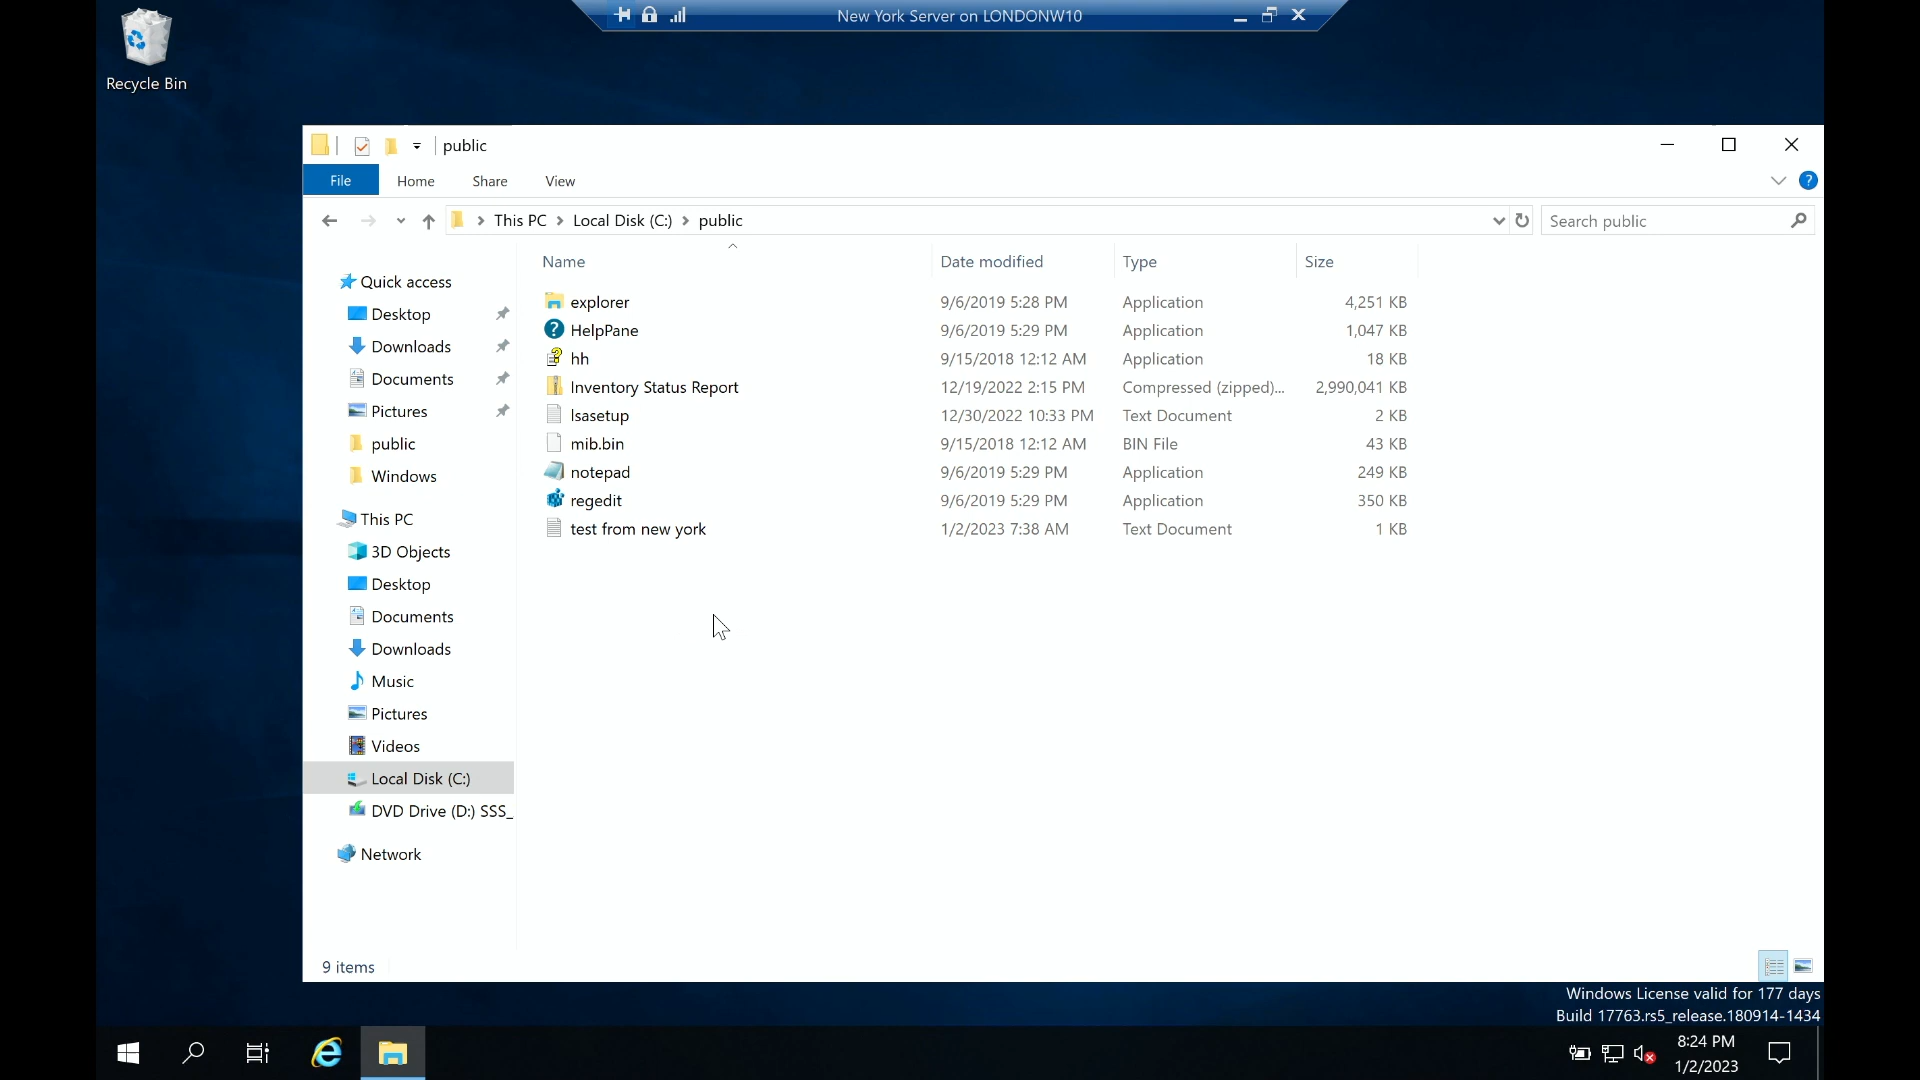 New York Server on LONDONW10
Recycle Bin
public
File Home Share View
This PC Local Disk (C:) public
Search public
Name Date modified Type Size
Quick access
Desktop
Downloads
Documents
Pictures
public
Windows
This PC
3D Objects
Desktop
Documents
Downloads
Music
Pictures
Videos
Local Disk (C:)
DVD Drive (D:) SSS_
Network
explorer 9/6/2019 5:28 PM Application 4,251 KB
HelpPane 9/6/2019 5:29 PM Application 1,047 KB
hh 9/15/2018 12:12 AM Application 18 KB
Inventory Status Report 12/19/2022 2:15 PM Compressed (zipped)... 2,990,041 KB
lsasetup 12/30/2022 10:33 PM Text Document 2 KB
mib.bin 9/15/2018 12:12 AM BIN File 43 KB
notepad 9/6/2019 5:29 PM Application 249 KB
regedit 9/6/2019 5:29 PM Application 350 KB
test from new york 1/2/2023 7:38 AM Text Document 1 KB
9 items
Windows License valid for 177 days
Build 17763.rs5_release.180914-1434
8:24 PM
1/2/2023